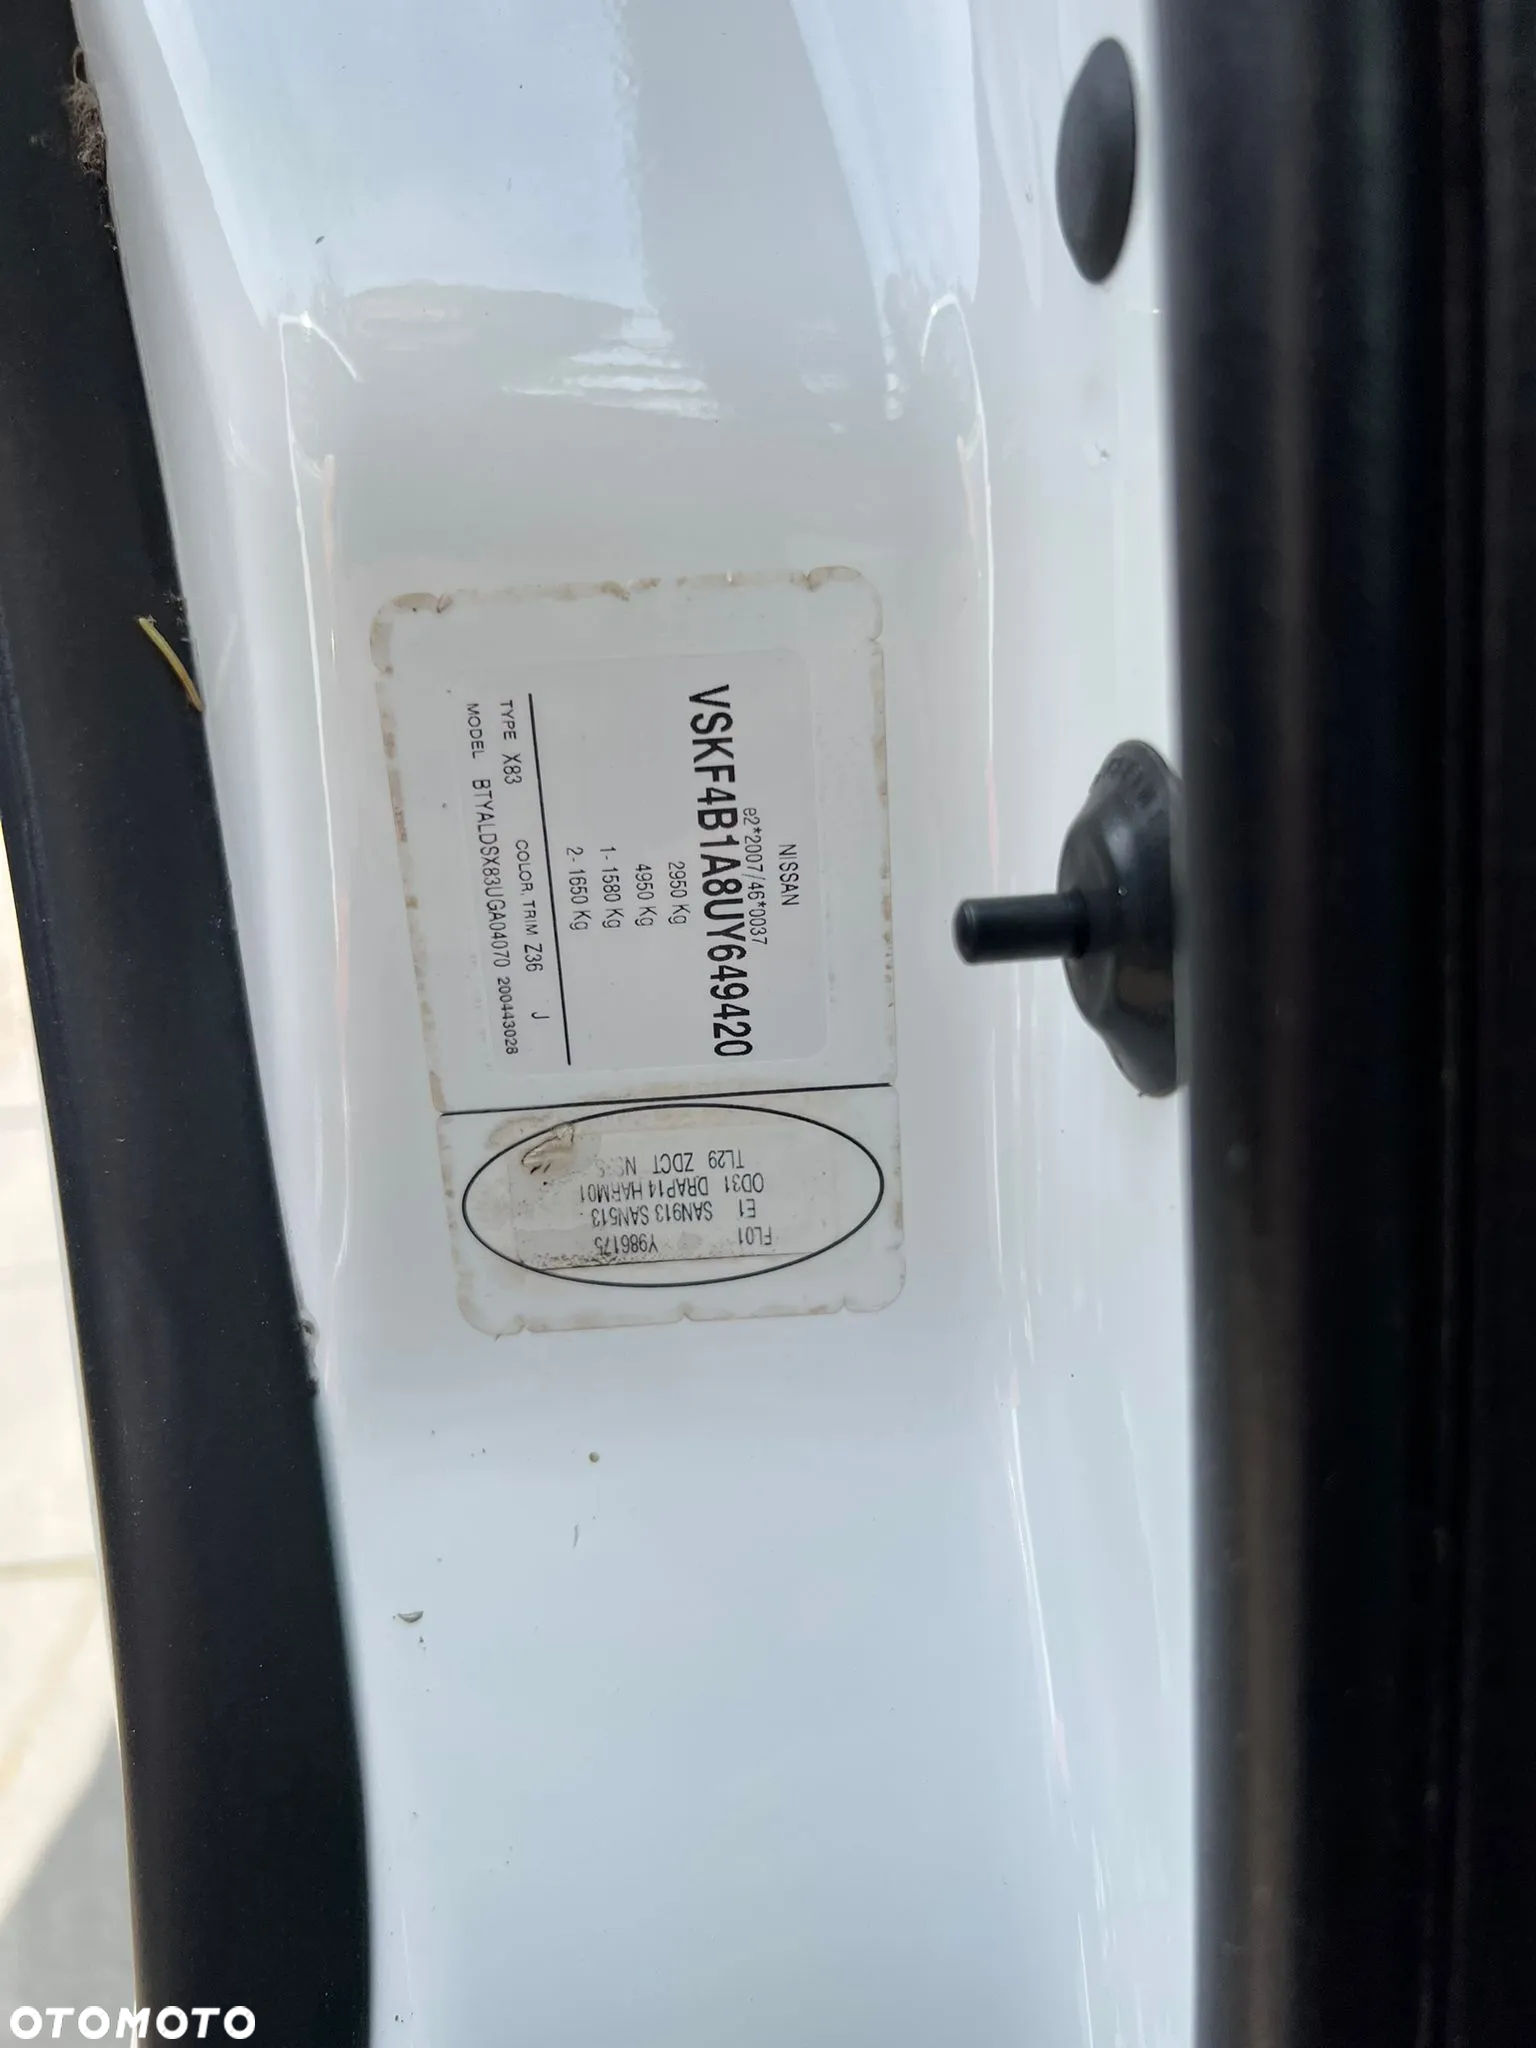 NISSAN
e2*2007/46*0037
VSKF4B1A8UY649420
2950 Kg
4950 Kg
1- 1580 Kg
2- 1650 Kg
TYPE X83 COLOR, TRIM Z36 J
MODEL BTYALDSX83UGA04070 200443028
FL01 Y986175
E1 SAN913 SAN513
OD31 DRAP14 HARM01
TL29 ZDCT
OTOMOTO